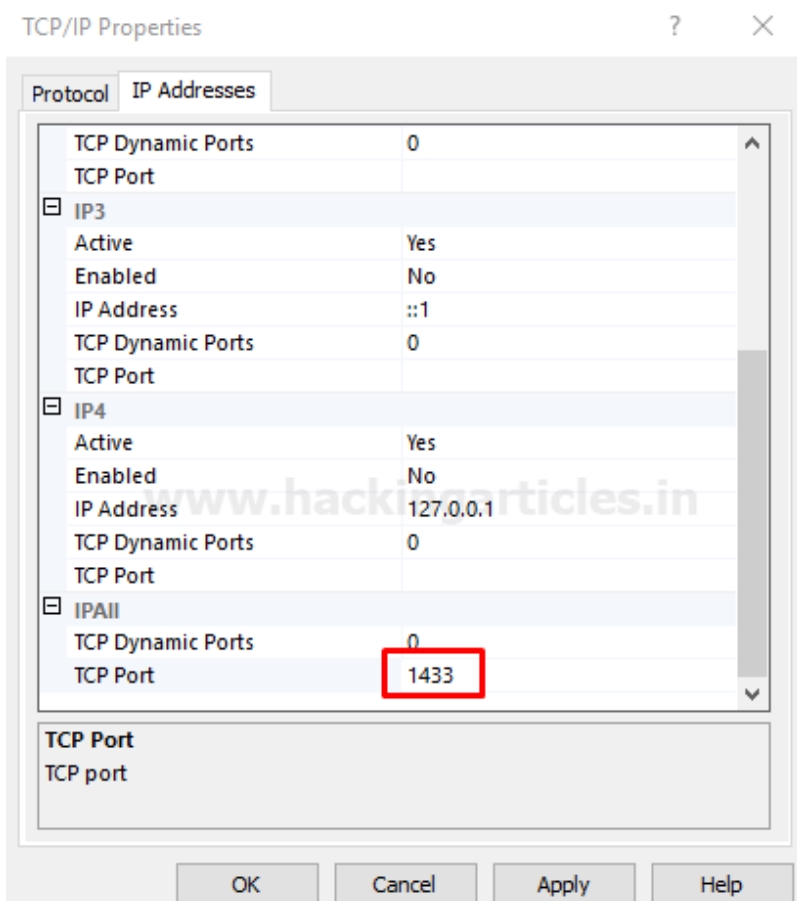 TCP/IP Properties ? ×
Protocol IP Addresses
TCP Dynamic Ports 0
TCP Port
IP3
Active Yes
Enabled No
IP Address ::1
TCP Dynamic Ports 0
TCP Port
IP4
Active Yes
Enabled No
www.hackingarticles.in
IP Address 127.0.0.1
TCP Dynamic Ports 0
TCP Port
IPAll
TCP Dynamic Ports 0
TCP Port 1433
TCP Port
TCP port
OK Cancel Apply Help